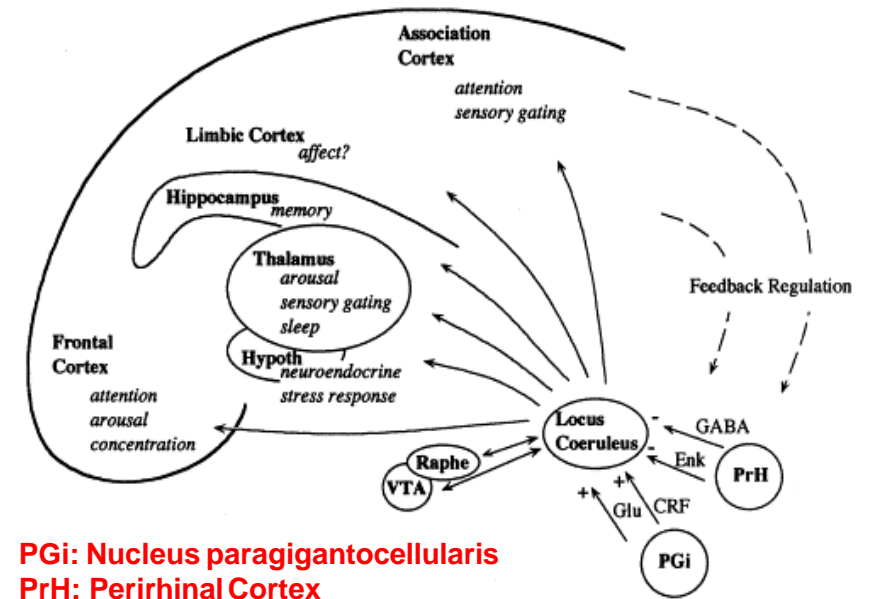 Association
Cortex
attention
sensory gating
Limbic Cortex
affect?
Hippocampus
memory
Thalamus
arousal
sensory gating
sleep
Feedback Regulation
Frontal
Cortex
attention
arousal
concentration
Hypoth
neuroendocrine
stress response
Locus
Coeruleus
-
GABA
-
Enk
PrH
Raphe
VTA
+
Glu
+
CRF
PGi
PGi: Nucleus paragigantocellularis
PrH: Perirhinal Cortex